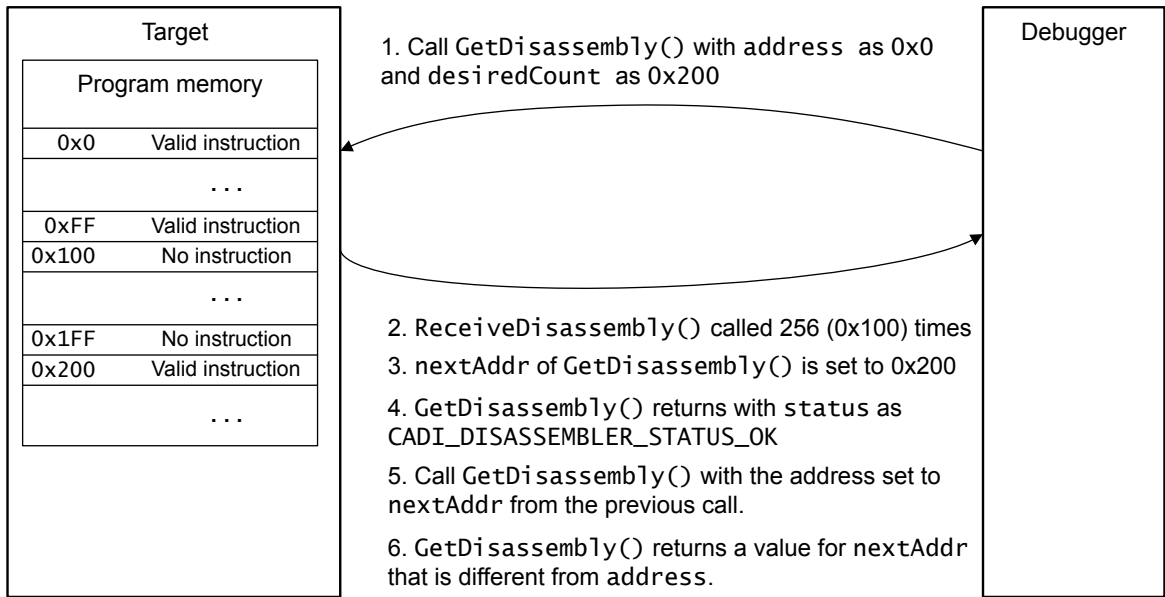 Target
Program memory
0x0 Valid instruction
...
0xFF Valid instruction
0x100 No instruction
...
0x1FF No instruction
0x200 Valid instruction
...
1. Call GetDisassembly() with address as 0x0
and desiredCount as 0x200
2. ReceiveDisassembly() called 256 (0x100) times
3. nextAddr of GetDisassembly() is set to 0x200
4. GetDisassembly() returns with status as
CADI_DISASSEMBLER_STATUS_OK
5. Call GetDisassembly() with the address set to
nextAddr from the previous call.
6. GetDisassembly() returns a value for nextAddr
that is different from address.
Debugger